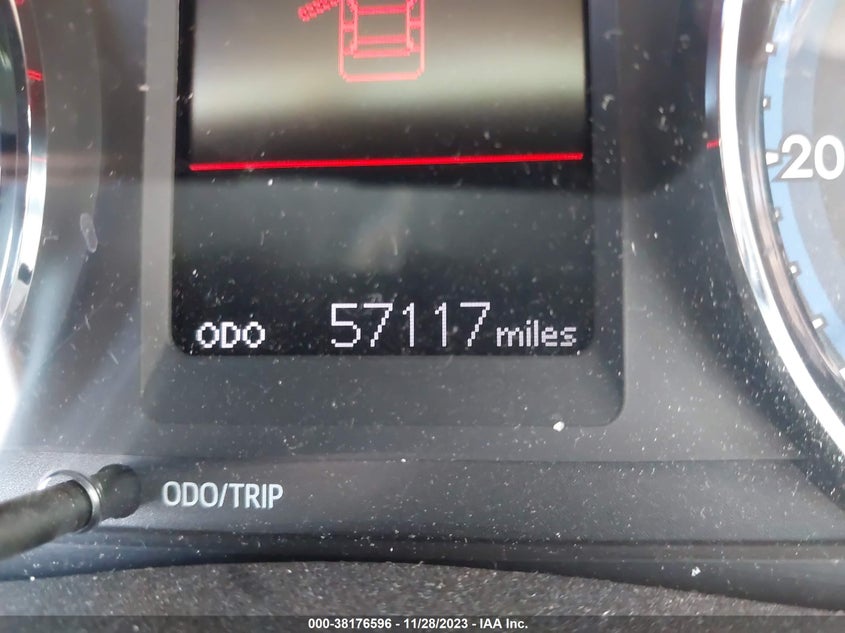 20
ODO 57117 miles
ODO/TRIP
000-38176596 - 11/28/2023 - IAA Inc.